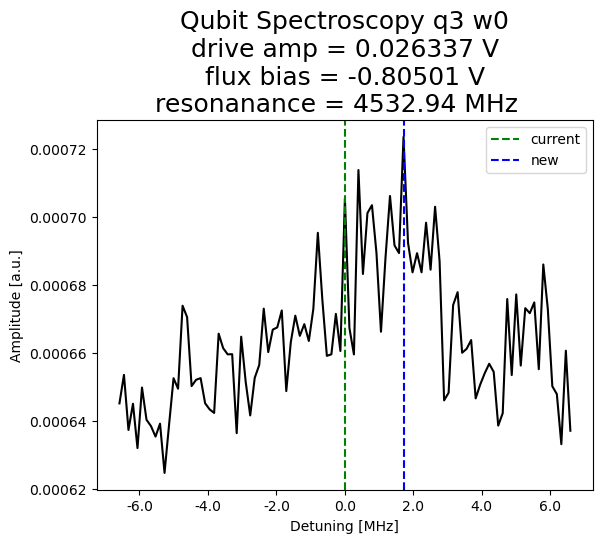 Qubit Spectroscopy q3 w0
drive amp = 0.026337 V
flux bias = -0.80501 V
resonanance = 4532.94 MHz
current
new
0.00072
0.00070
0.00068
0.00066
0.00064
0.00062
Amplitude [a.u.]
-6.0 -4.0 -2.0 0.0 2.0 4.0 6.0
Detuning [MHz]